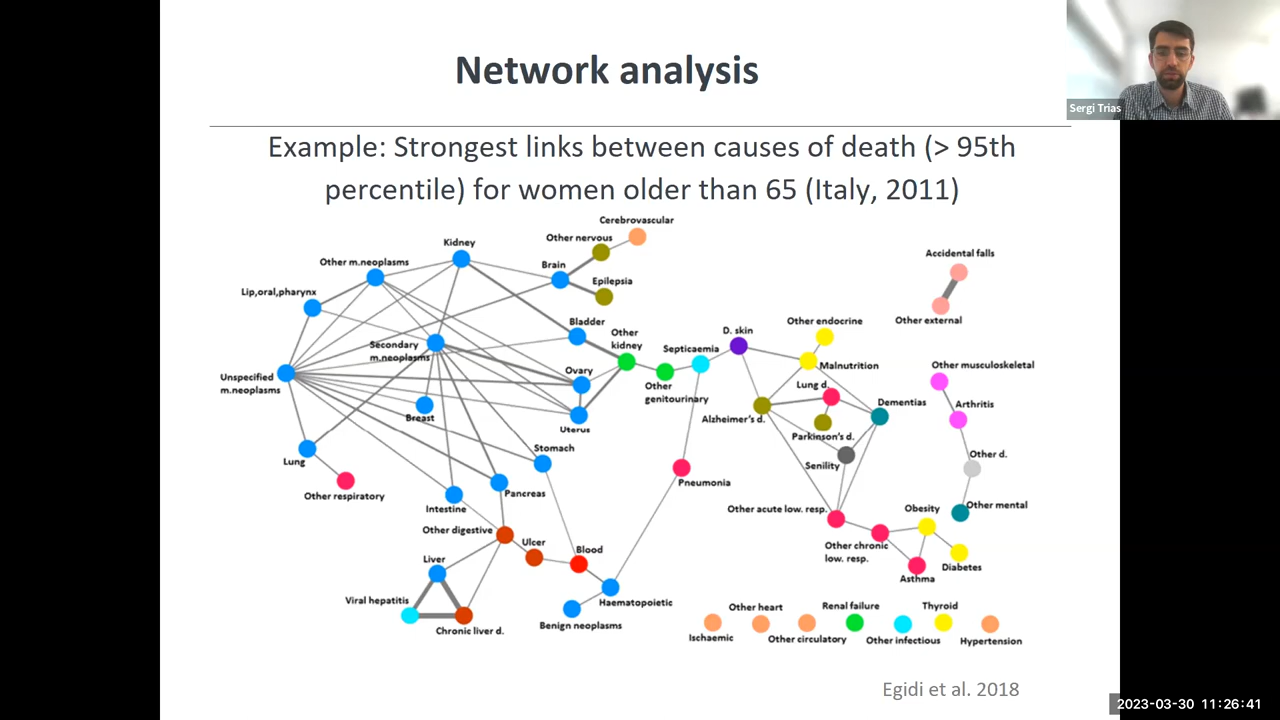 Network analysis
Sergi Trias
Example: Strongest links between causes of death (> 95th
percentile) for women older than 65 (Italy, 2011)
Cerebrovascular
Other nervous
Kidney
Accidental falls
Other m.neoplasms
Brain
Epilepsia
Lip,oral,pharynx
Other external
Bladder
Other
kidney
Other endocrine
D. skin
Septicaemia
Secondary
m.neoplasms
Malnutrition
Other musculoskeletal
Unspecified
m.neoplasms
Ovary
Other
genitourinary
Lung d.
Dementias
Arthritis
Breast
Uterus
Alzheimer's d.
Parkinson's d.
Stomach
Other d.
Lung
Senility
Other respiratory
Pneumonia
Pancreas
Intestine
Other acute low. resp.
Obesity
Other mental
Other digestive
Ulcer
Blood
Other chronic
low. resp.
Liver
Diabetes
Asthma
Viral hepatitis
Haematopoietic
Chronic liver d.
Benign neoplasms
Other heart
Renal failure
Thyroid
Ischaemic
Other circulatory
Other infectious
Hypertension
Egidi et al. 2018
2023-03-30 11:26:41